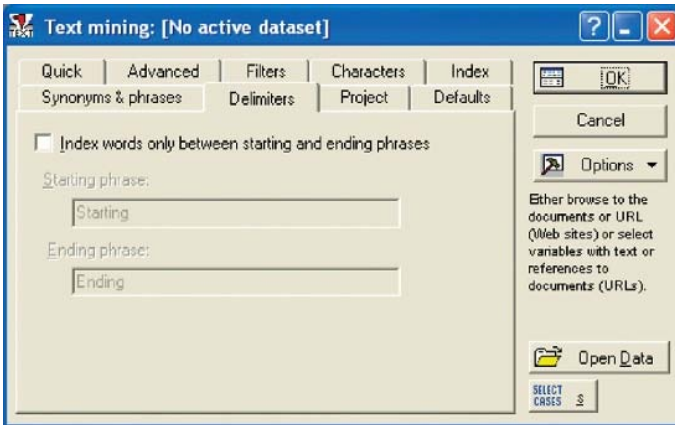 TEXT
Text mining: [No active dataset]
?
Quick
Advanced
Filters
Characters
Index
Synonyms & phrases
Delimiters
Project
Defaults
Index words only between starting and ending phrases
Starting phrase:
Starting
Ending phrase:
Ending
OK
Cancel
Options
Either browse to the
documents or URL
(Web sites) or select
variables with text or
references to
documents (URLs).
Open Data
SELECT
CASES S